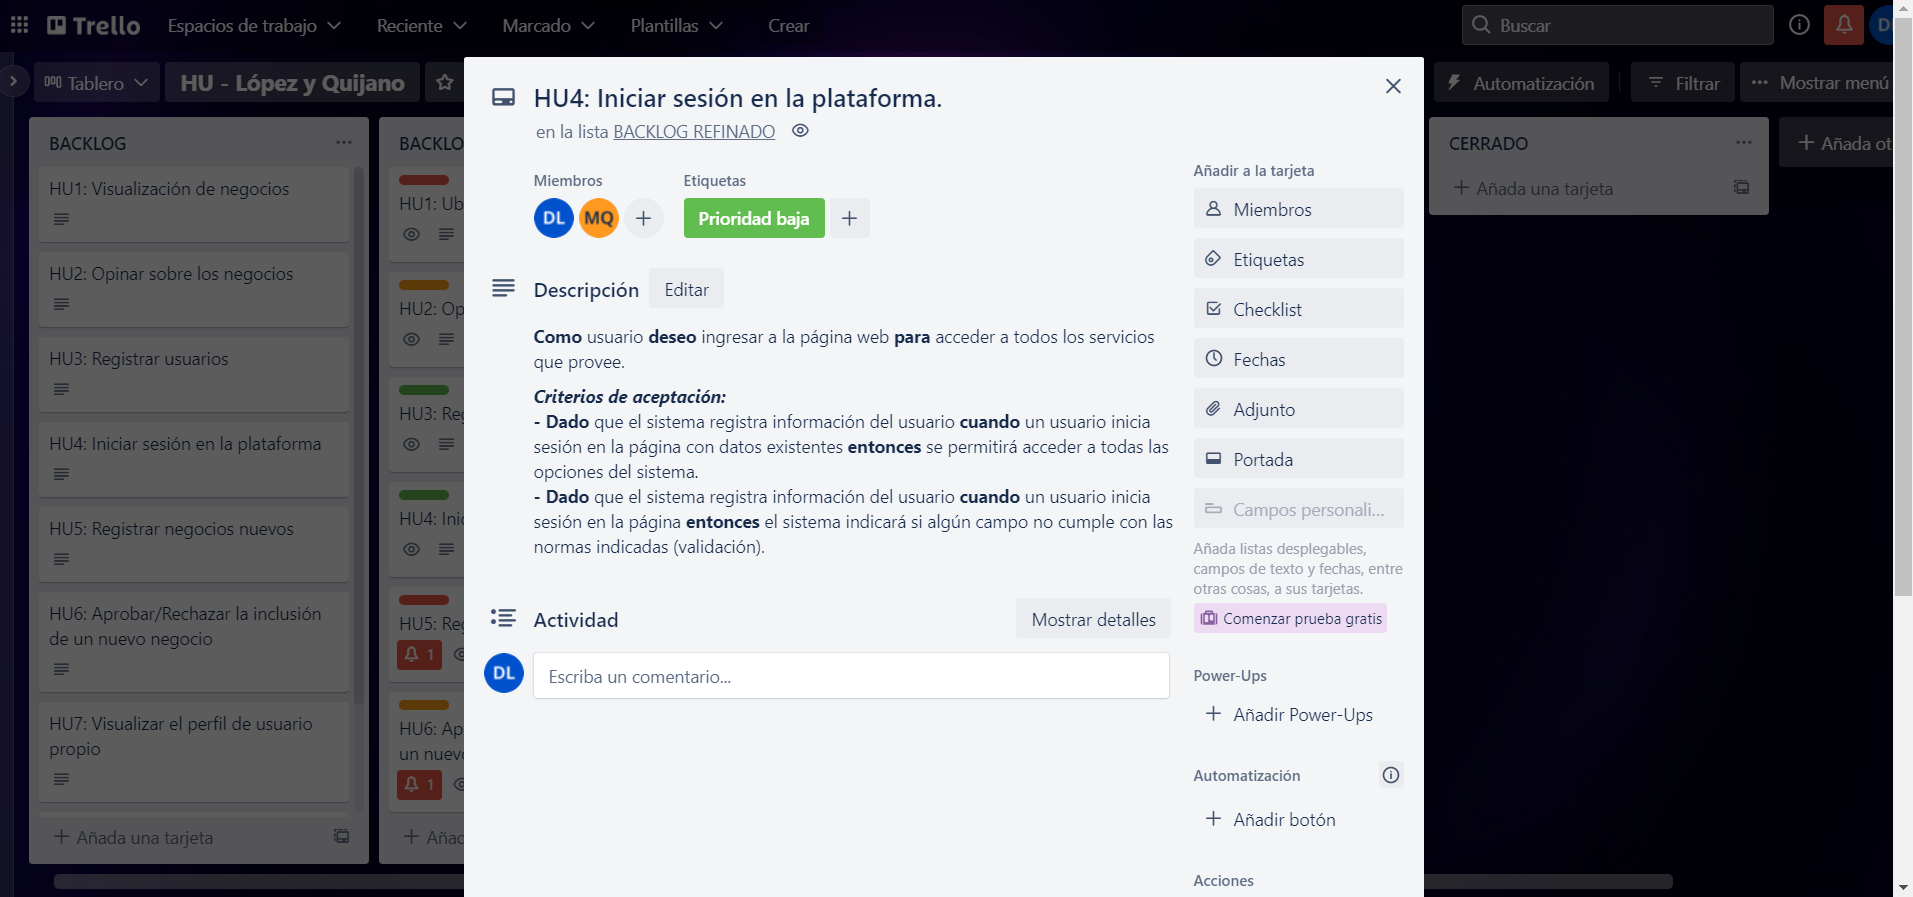 Trello
Espacios de trabajo
Reciente
Marcado
Plantillas
Crear
Buscar
Tablero
HU - López y Quijano
Automatización
Filtrar
Mostrar menú
BACKLOG
HU1: Visualización de negocios
HU2: Opinar sobre los negocios
HU3: Registrar usuarios
HU4: Iniciar sesión en la plataforma
HU5: Registrar negocios nuevos
HU6: Aprobar/Rechazar la inclusión
de un nuevo negocio
HU7: Visualizar el perfil de usuario
propio
Añada una tarjeta
BACKLO
HU1: Ub
HU2: Op
HU3: Reg
HU4: Inic
HU5: Reg
1
HU6: Ap
un nuevo
1
Añad
HU4: Iniciar sesión en la plataforma.
en la lista BACKLOG REFINADO
Miembros
Etiquetas
DL
MQ
Prioridad baja
Descripción
Editar
Como usuario deseo ingresar a la página web para acceder a todos los servicios
que provee.
Criterios de aceptación:
- Dado que el sistema registra información del usuario cuando un usuario inicia
sesión en la página con datos existentes entonces se permitirá acceder a todas las
opciones del sistema.
- Dado que el sistema registra información del usuario cuando un usuario inicia
sesión en la página entonces el sistema indicará si algún campo no cumple con las
normas indicadas (validación).
Actividad
Mostrar detalles
DL
Escriba un comentario...
Añadir a la tarjeta
Miembros
Etiquetas
Checklist
Fechas
Adjunto
Portada
Campos personali...
Añada listas desplegables,
campos de texto y fechas, entre
otras cosas, a sus tarjetas.
Comenzar prueba gratis
Power-Ups
Añadir Power-Ups
Automatización
Añadir botón
Acciones
CERRADO
Añada una tarjeta
Añada ot